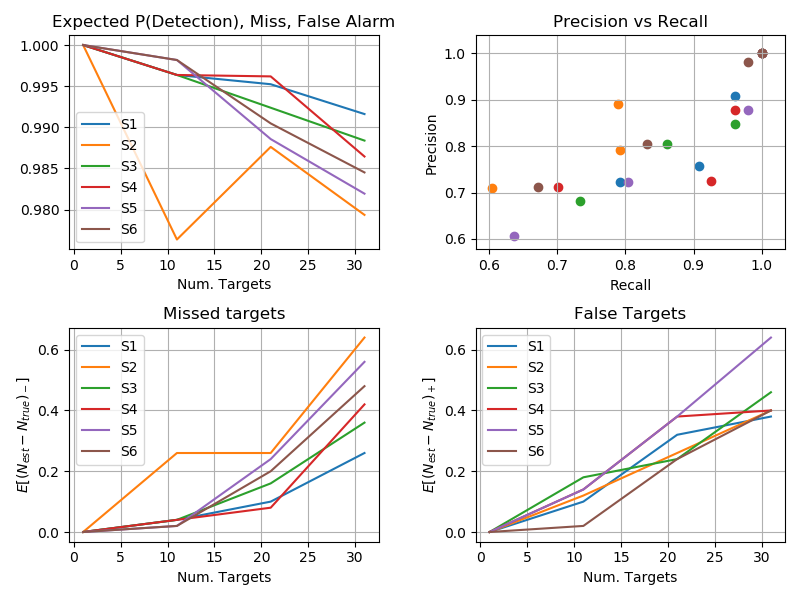 Expected P(Detection), Miss, False Alarm
1.000
0.995
0.990
0.985
0.980
S1
S2
S3
S4
S5
S6
0 5 10 15 20 25 30
Num. Targets
Precision vs Recall
Precision
1.0
0.9
0.8
0.7
0.6
0.6 0.7 0.8 0.9 1.0
Recall
Missed targets
E[(N_est − N_true)_−]
0.6
0.4
0.2
0.0
S1
S2
S3
S4
S5
S6
0 5 10 15 20 25 30
Num. Targets
False Targets
E[(N_est − N_true)_+]
0.6
0.4
0.2
0.0
S1
S2
S3
S4
S5
S6
0 5 10 15 20 25 30
Num. Targets